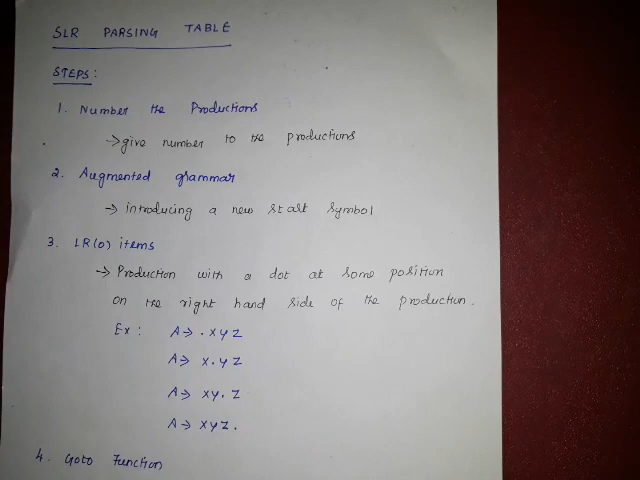 SLR PARSING TABLE
STEPS:
1. Number the Productions
→ give number to the productions
2. Augmented grammar
→ introducing a new start symbol
3. LR(0) items
→ Production with a dot at some position
on the right hand side of the production.
Ex: A→ .XYZ
A→ X.YZ
A→ XY.Z
A→ XYZ.
4. Goto Function